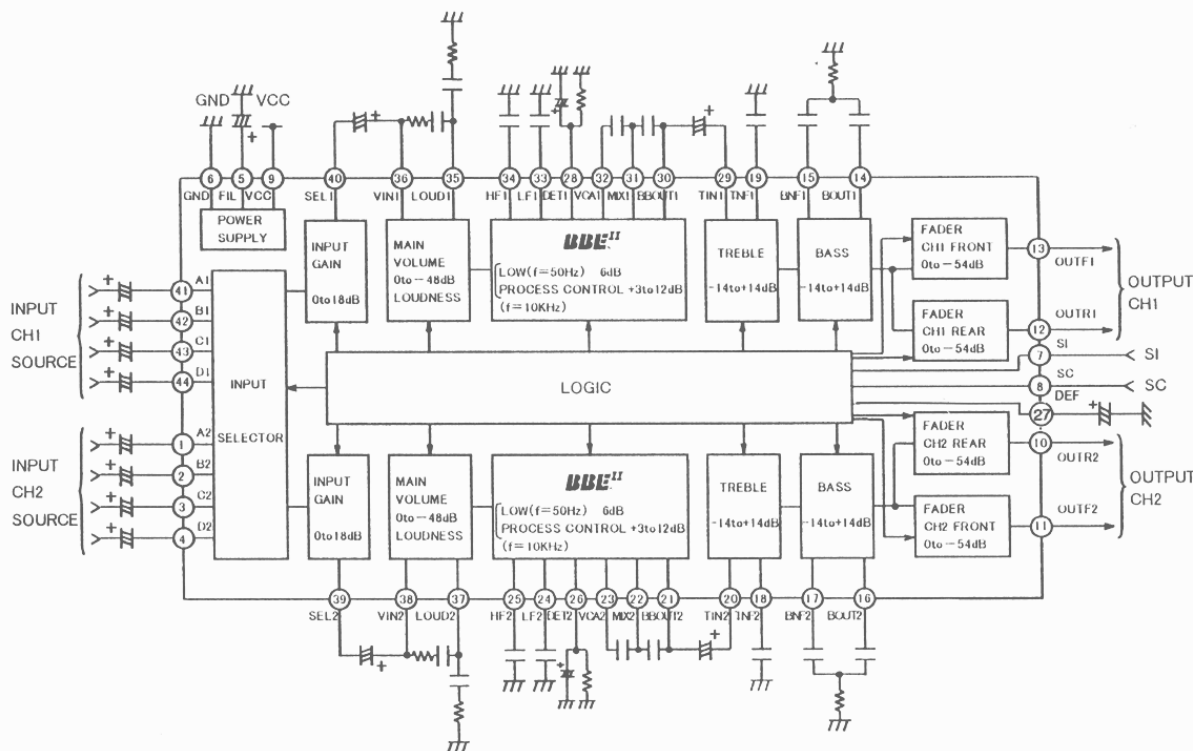 GND VCC
6 5 9 40 36 35 34 33 28 32 31 30 29 19 15 14
GND FIL VCC SEL1 VIN1 LOUD1 HF1 LF1 DET1 VCA1 MIX1 BBOUT1 TIN1 TNF1 BNF1 BOUT1
POWER
SUPPLY
INPUT
GAIN
0to18dB
MAIN
VOLUME
0to-48dB
LOUDNESS
BBE II
LOW(f=50Hz) 6dB
PROCESS CONTROL +3to12dB
(f=10KHz)
TREBLE
-14to+14dB
BASS
-14to+14dB
FADER
CH1 FRONT
0to-54dB
13
OUTF1
FADER
CH1 REAR
0to-54dB
12
OUTR1
OUTPUT
CH1
INPUT
CH1
SOURCE
+ 41 A1
+ 42 B1
+ 43 C1
+ 44 D1
INPUT
SELECTOR
LOGIC
SI
7
SI
SC
8
SC
DEF
27
+
INPUT
CH2
SOURCE
+ 1 A2
+ 2 B2
+ 3 C2
+ 4 D2
INPUT
GAIN
0to18dB
MAIN
VOLUME
0to-48dB
LOUDNESS
BBE II
LOW(f=50Hz) 6dB
PROCESS CONTROL +3to12dB
(f=10KHz)
TREBLE
-14to+14dB
BASS
-14to+14dB
FADER
CH2 REAR
0to-54dB
10
OUTR2
FADER
CH2 FRONT
0to-54dB
11
OUTF2
OUTPUT
CH2
39 38 37 25 24 26 23 22 21 20 18 17 16
SEL2 VIN2 LOUD2 HF2 LF2 DET2 VCA2 MIX2 BBOUT2 TIN2 TNF2 BNF2 BOUT2